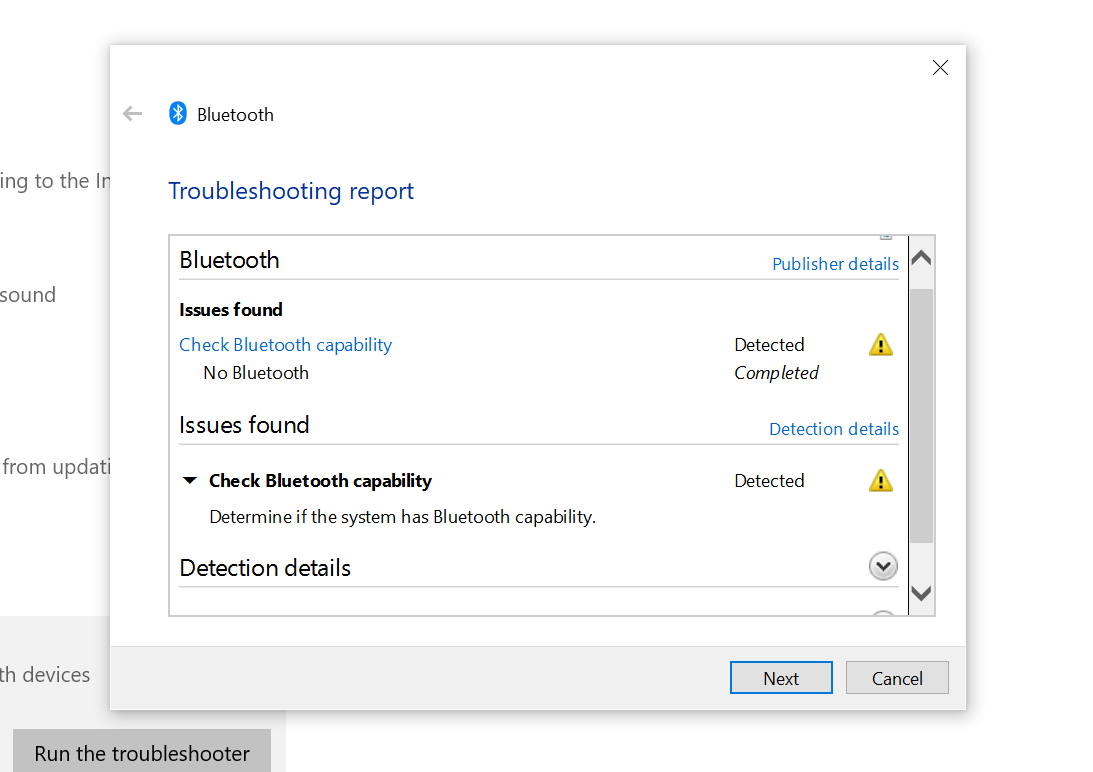 Bluetooth
ing to the In
Troubleshooting report
Bluetooth
Publisher details
sound
Issues found
Check Bluetooth capability Detected
No Bluetooth Completed
Issues found
Detection details
from updati
Check Bluetooth capability Detected
Determine if the system has Bluetooth capability.
Detection details
th devices
Next Cancel
Run the troubleshooter